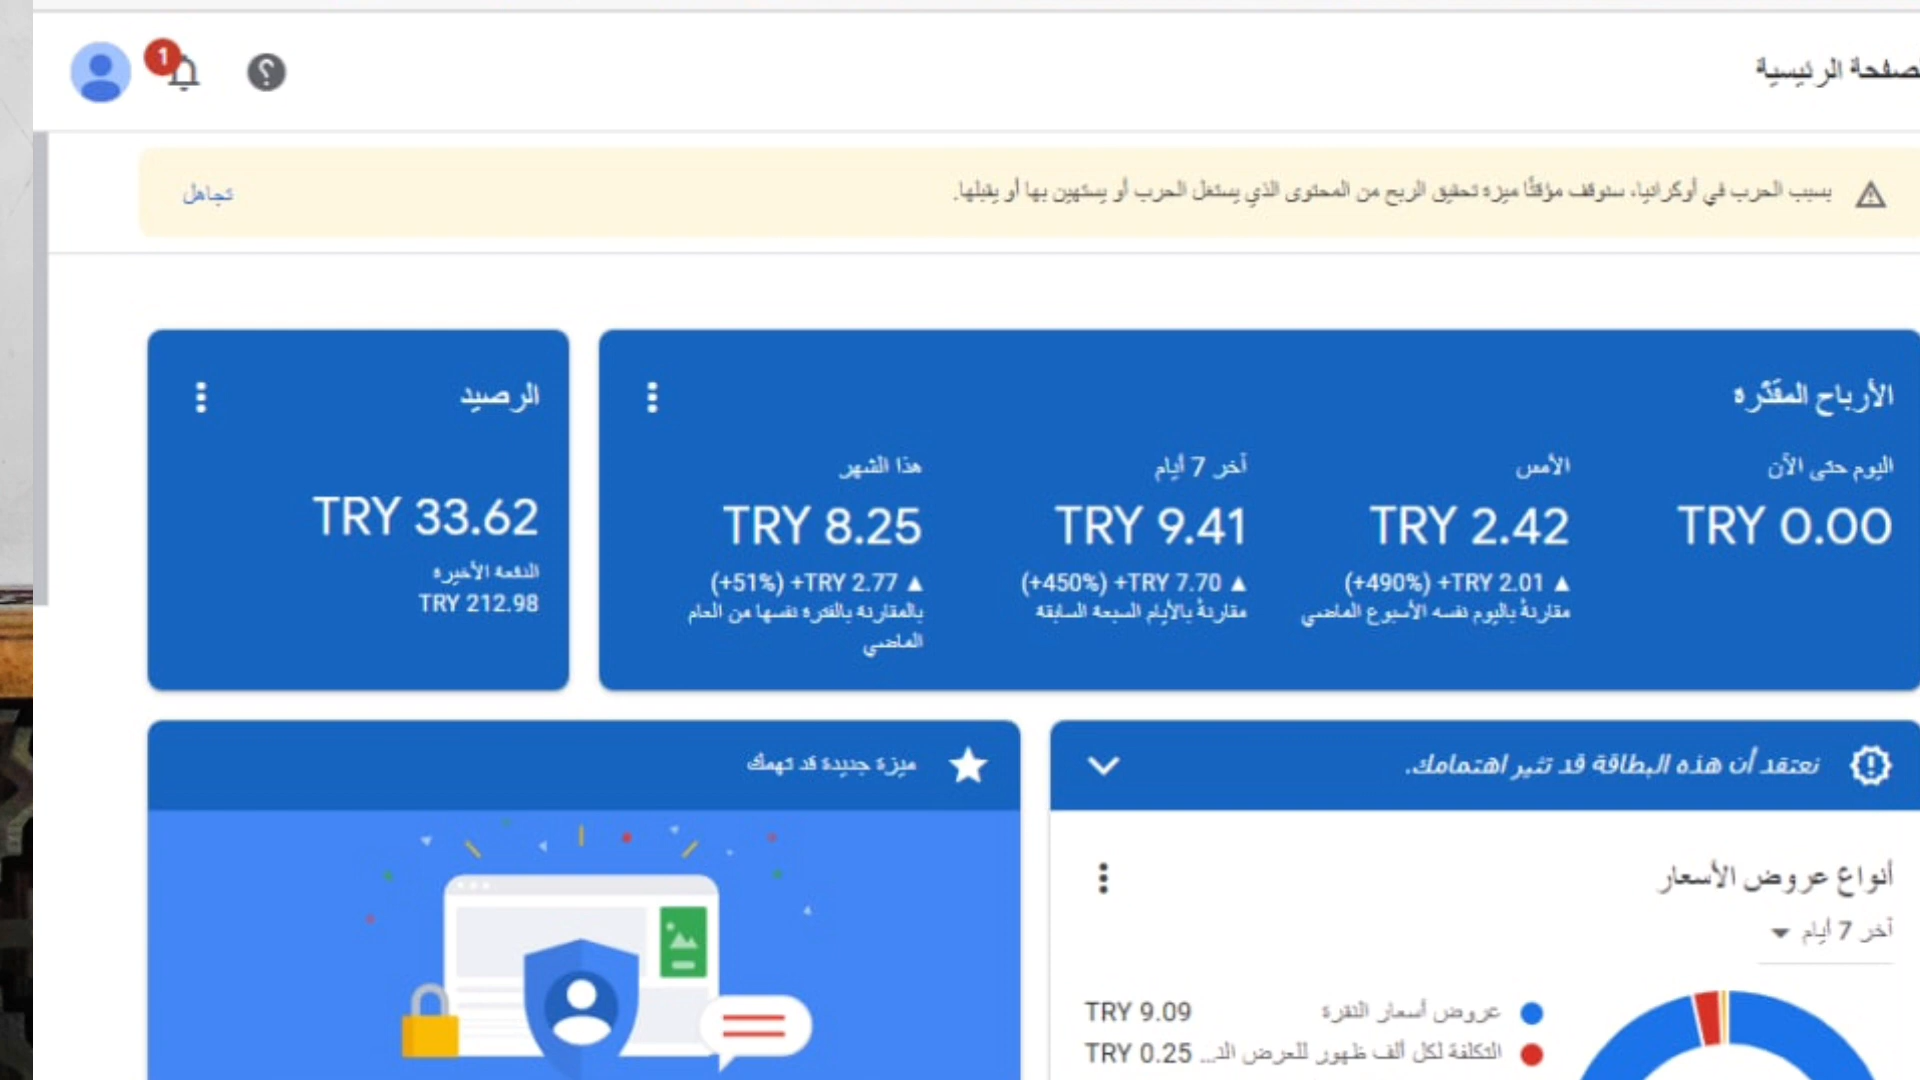 الصفحة الرئيسية
1
بسبب الحرب في أوكرانيا، سنوقف مؤقتًا ميزة تحقيق الربح من المحتوى الذي يستغل الحرب أو يستهين بها أو يقبلها.
تجاهل
الأرباح المقدّرة
اليوم حتى الآن
TRY 0.00
الأمس
TRY 2.42
▲ TRY 2.01+ (+490%)
مقارنةً باليوم نفسه الأسبوع الماضي
آخر 7 أيام
TRY 9.41
▲ TRY 7.70+ (+450%)
مقارنةً بالأيام السبعة السابقة
هذا الشهر
TRY 8.25
▲ TRY 2.77+ (+51%)
بالمقارنة بالفترة نفسها من العام
الماضي
الرصيد
TRY 33.62
الدفعة الأخيرة
TRY 212.98
نعتقد أن هذه البطاقة قد تثير اهتمامك.
أنواع عروض الأسعار
آخر 7 أيام
عروض أسعار النقرة
TRY 9.09
التكلفة لكل ألف ظهور للعرض الذ...
TRY 0.25
ميزة جديدة قد تهمك